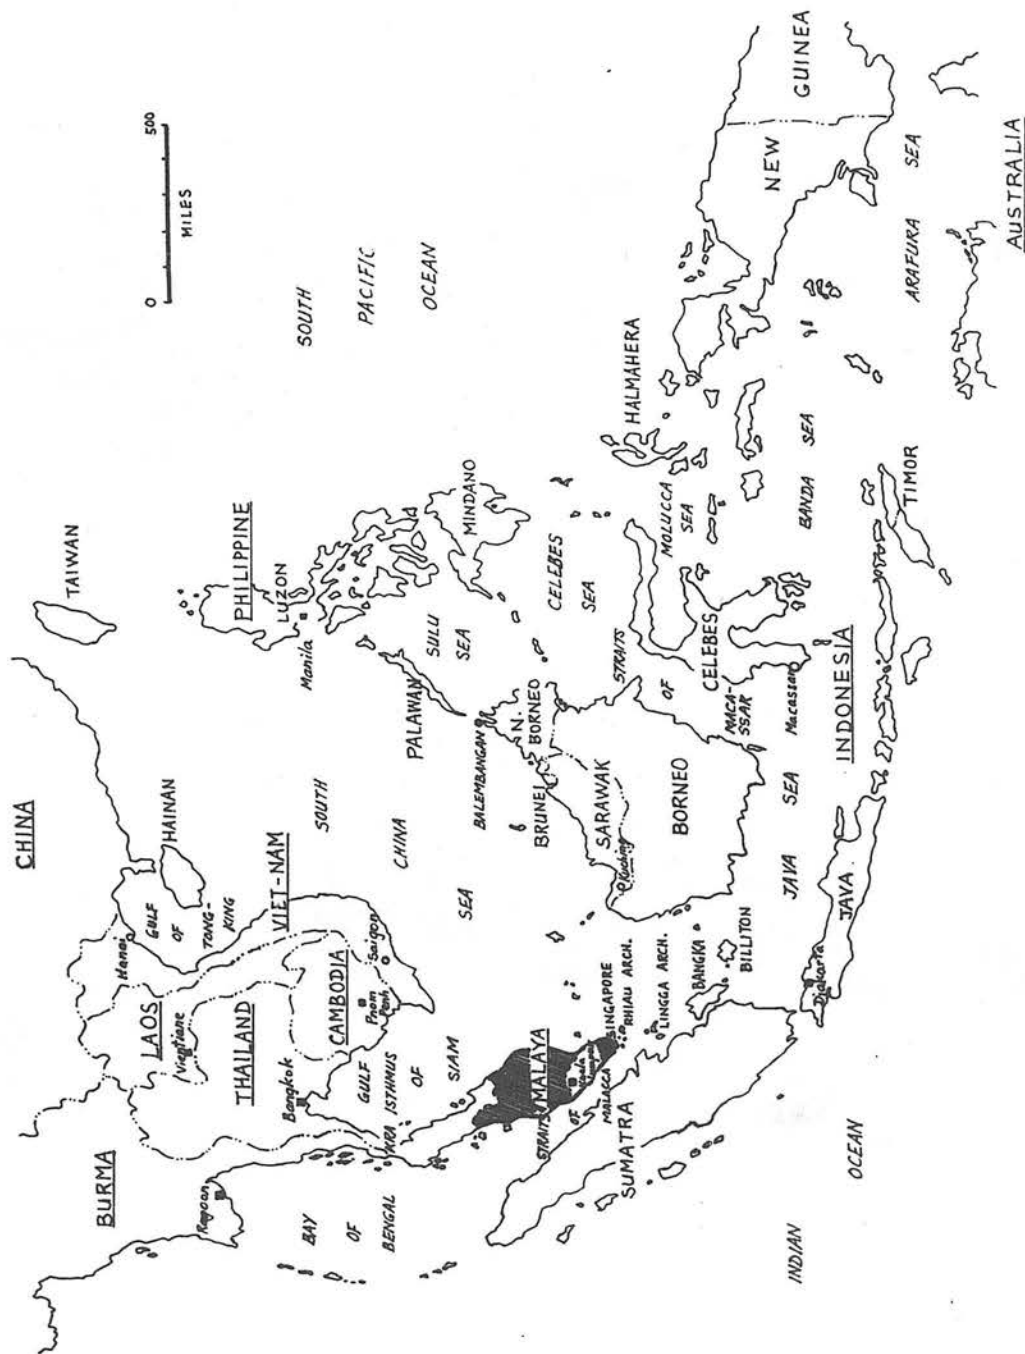 CHINA
TAIWAN
HAINAN
BURMA
LAOS
Hanoi
GULF
OF
TONG-
KING
Vientiane
THAILAND
VIET-NAM
Ragoon
Bangkok
CAMBODIA
Pnom
Penh
Saigon
GULF
OF
SIAM
KRA ISTHMUS
BAY
OF
BENGAL
0
500
MILES
PHILIPPINE
LUZON
Manila
SOUTH
PACIFIC
OCEAN
SOUTH
CHINA
SEA
PALAWAN
SULU
SEA
MINDANO
BALEMBANGAN
N.
BORNEO
BRUNEI
SARAWAK
Kuching
BORNEO
CELEBES
SEA
STRAITS
OF
MACA-
SSAR
CELEBES
Macassar
MOLUCCA
SEA
HALMAHERA
NEW
GUINEA
MALAYA
Kuala
STRAITS
OF
MALACCA
SINGAPORE
RHIAU ARCH.
LINGGA ARCH.
BANGKA
BILLITON
SUMATRA
JAVA
SEA
BANDA
SEA
ARAFURA
SEA
INDONESIA
Djakarta
JAVA
TIMOR
INDIAN
OCEAN
AUSTRALIA